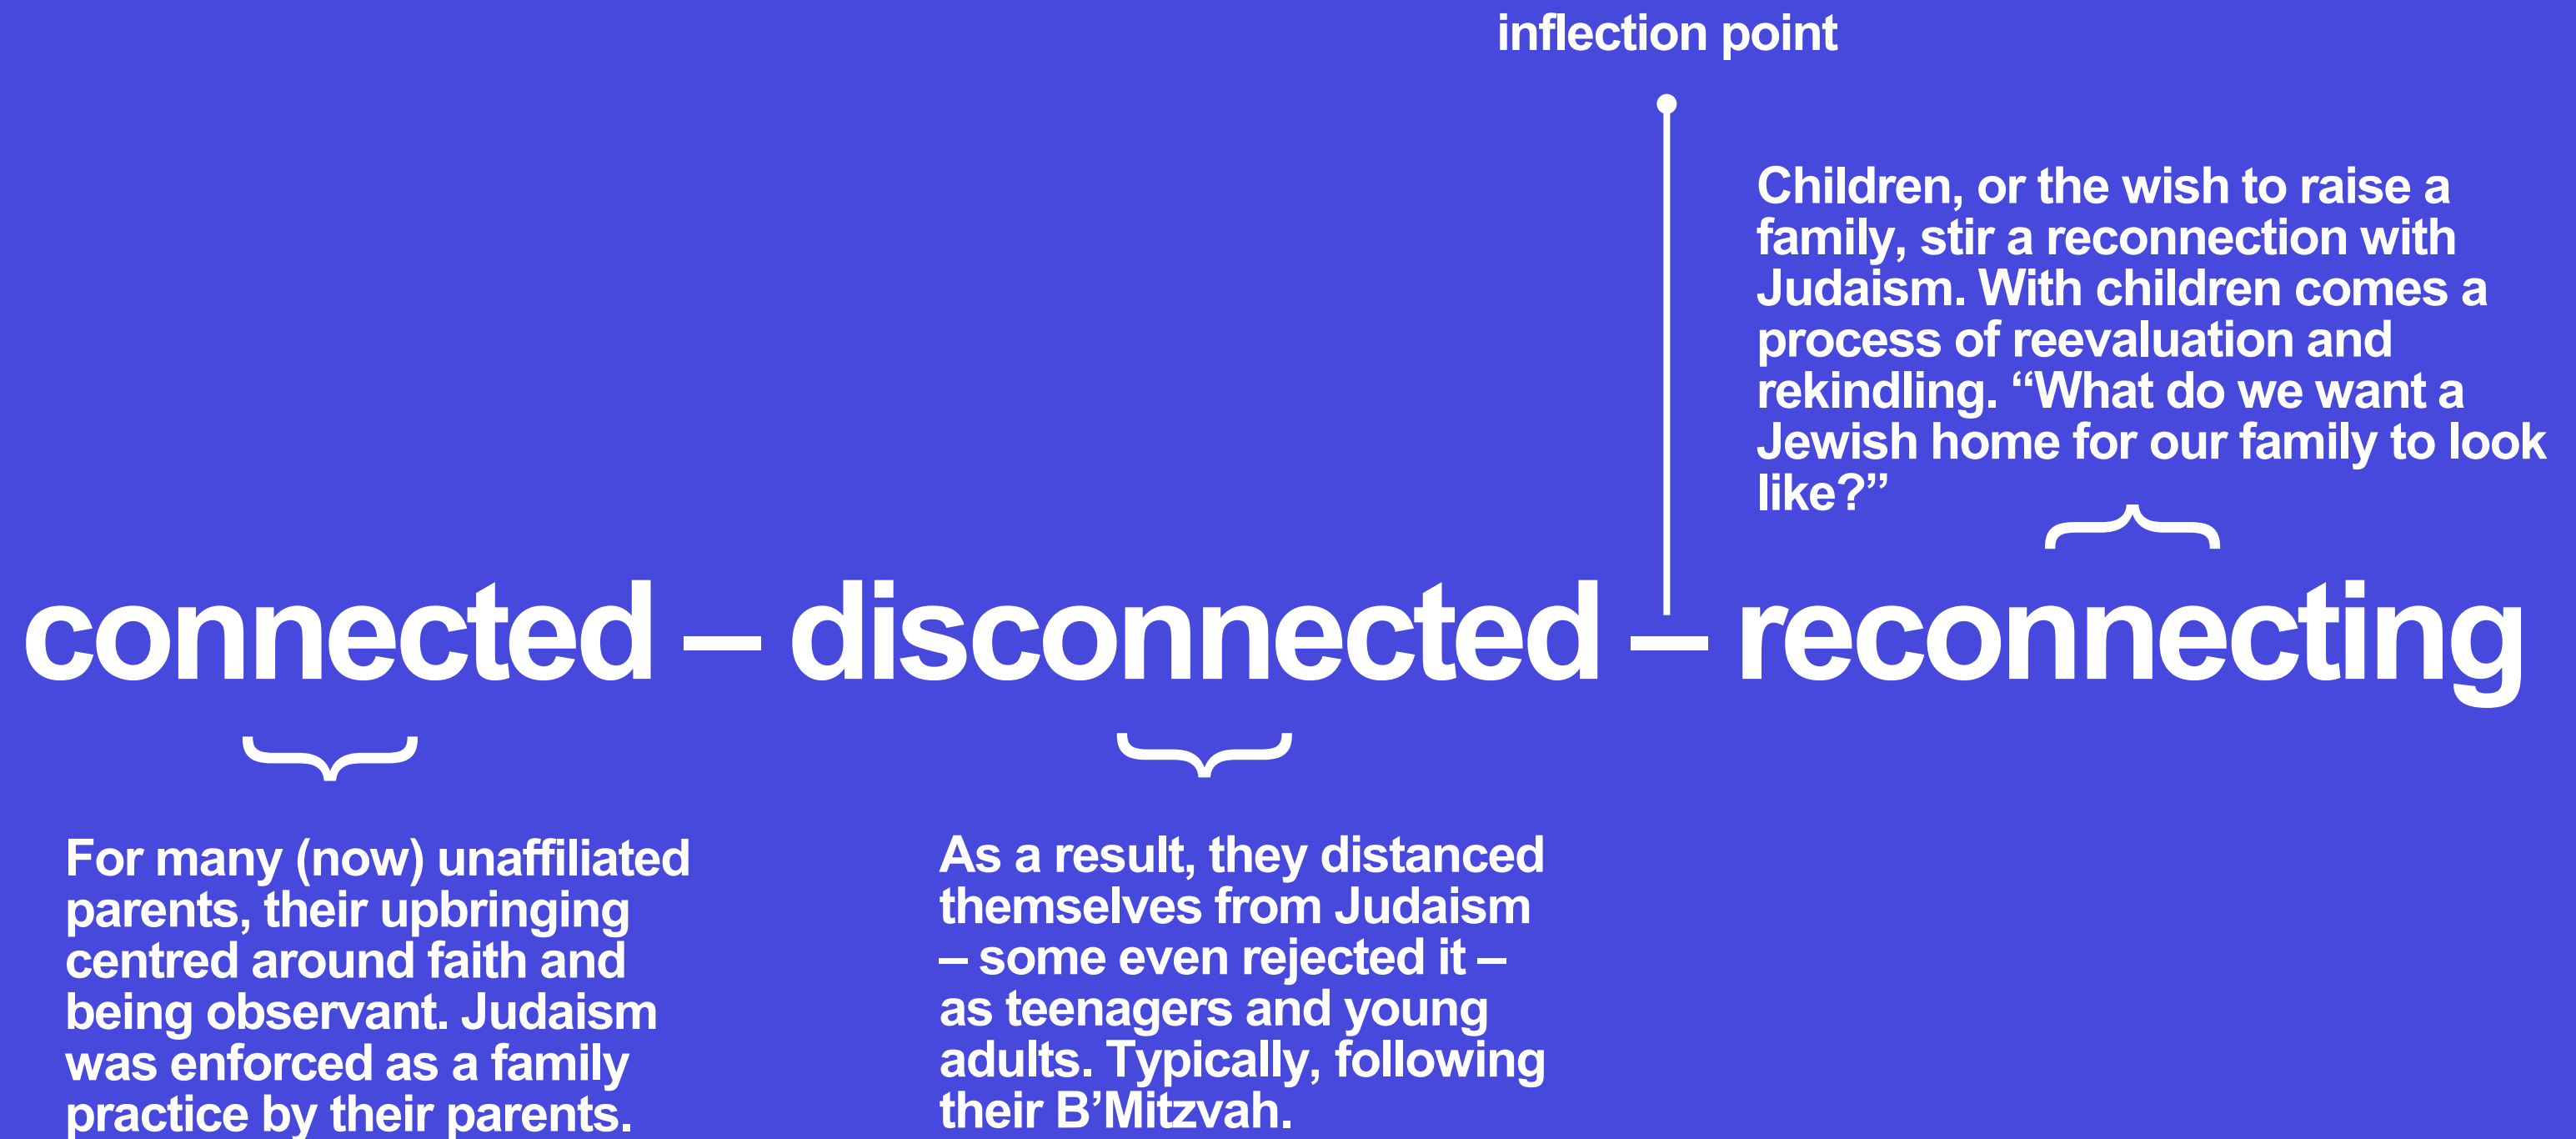 inflection point
Children, or the wish to raise a
family, stir a reconnection with
Judaism. With children comes a
process of reevaluation and
rekindling. “What do we want a
Jewish home for our family to look
like?”
connected – disconnected – reconnecting
For many (now) unaffiliated
parents, their upbringing
centred around faith and
being observant. Judaism
was enforced as a family
practice by their parents.
As a result, they distanced
themselves from Judaism
– some even rejected it –
as teenagers and young
adults. Typically, following
their B’Mitzvah.